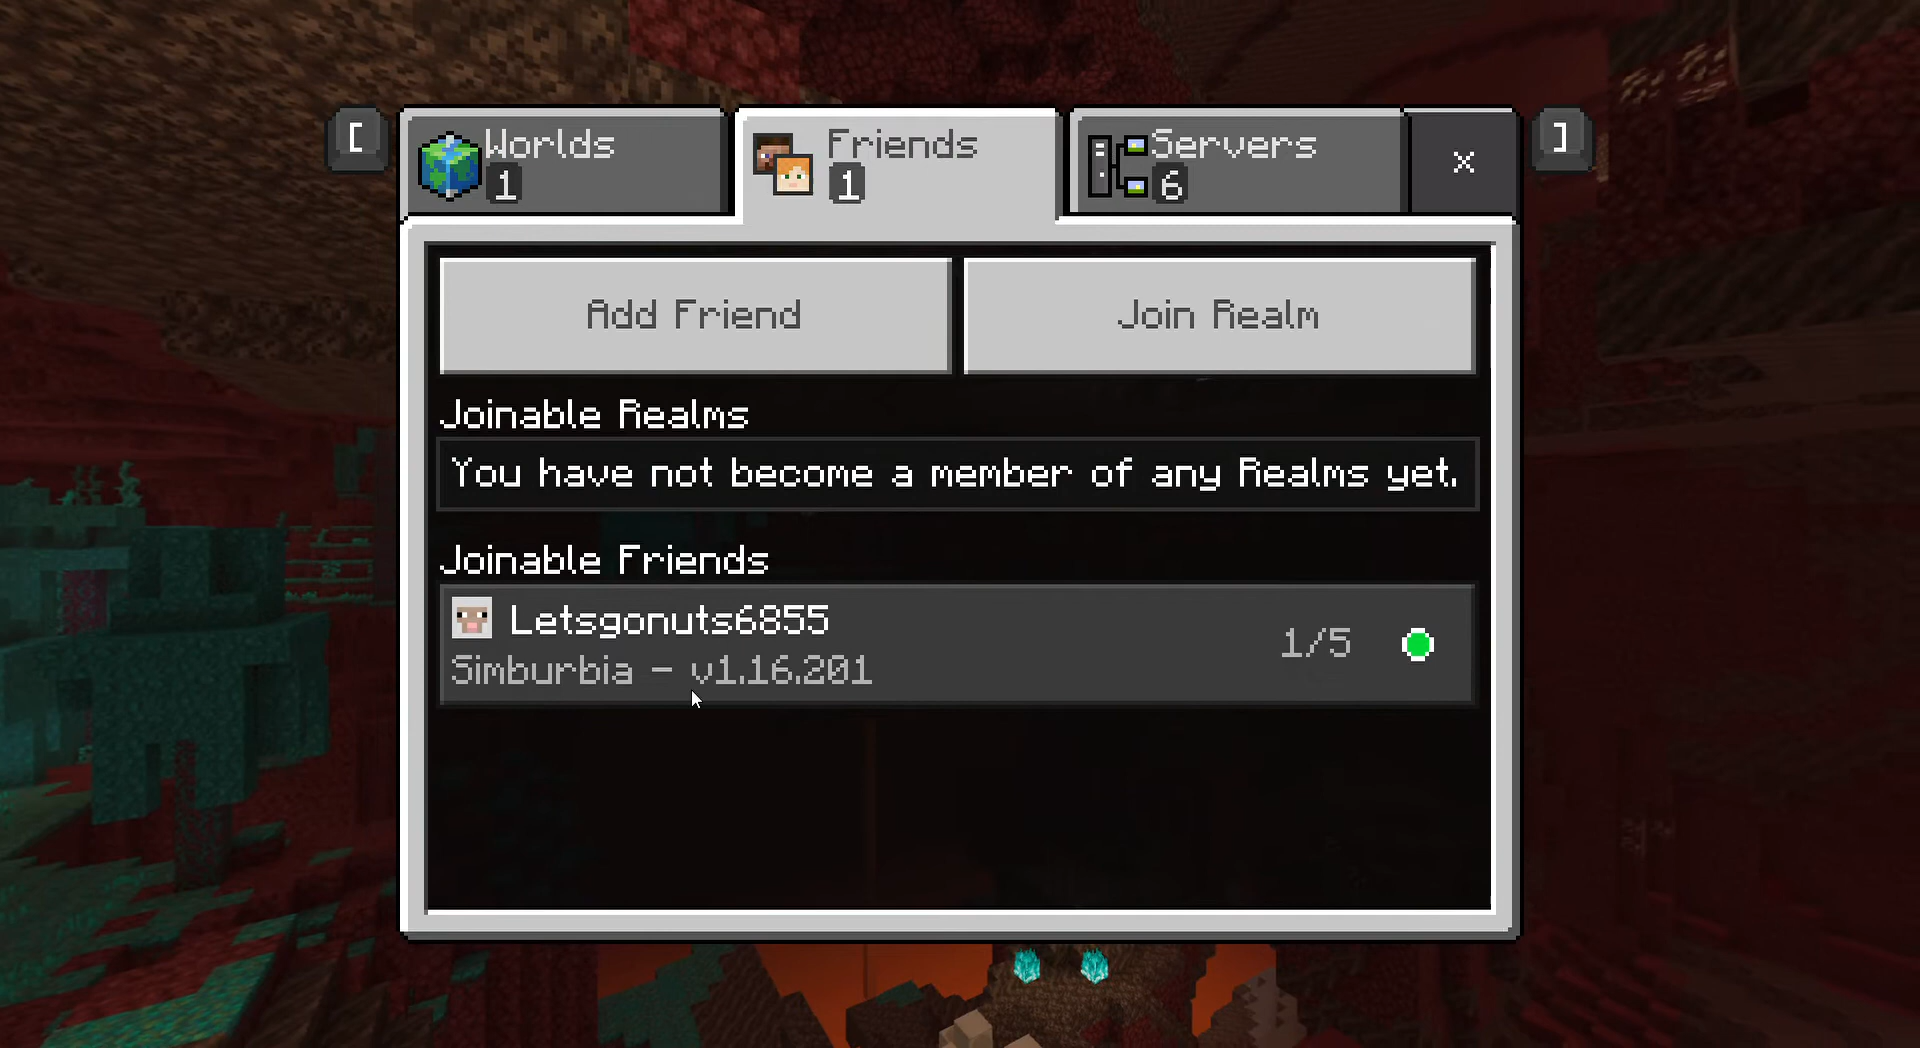 [
Worlds
1
Friends
1
Servers
6
x
]
Add Friend
Join Realm
Joinable Realms
You have not become a member of any Realms yet.
Joinable Friends
Letsgonuts6855
1/5
Simburbia - v1.16.201